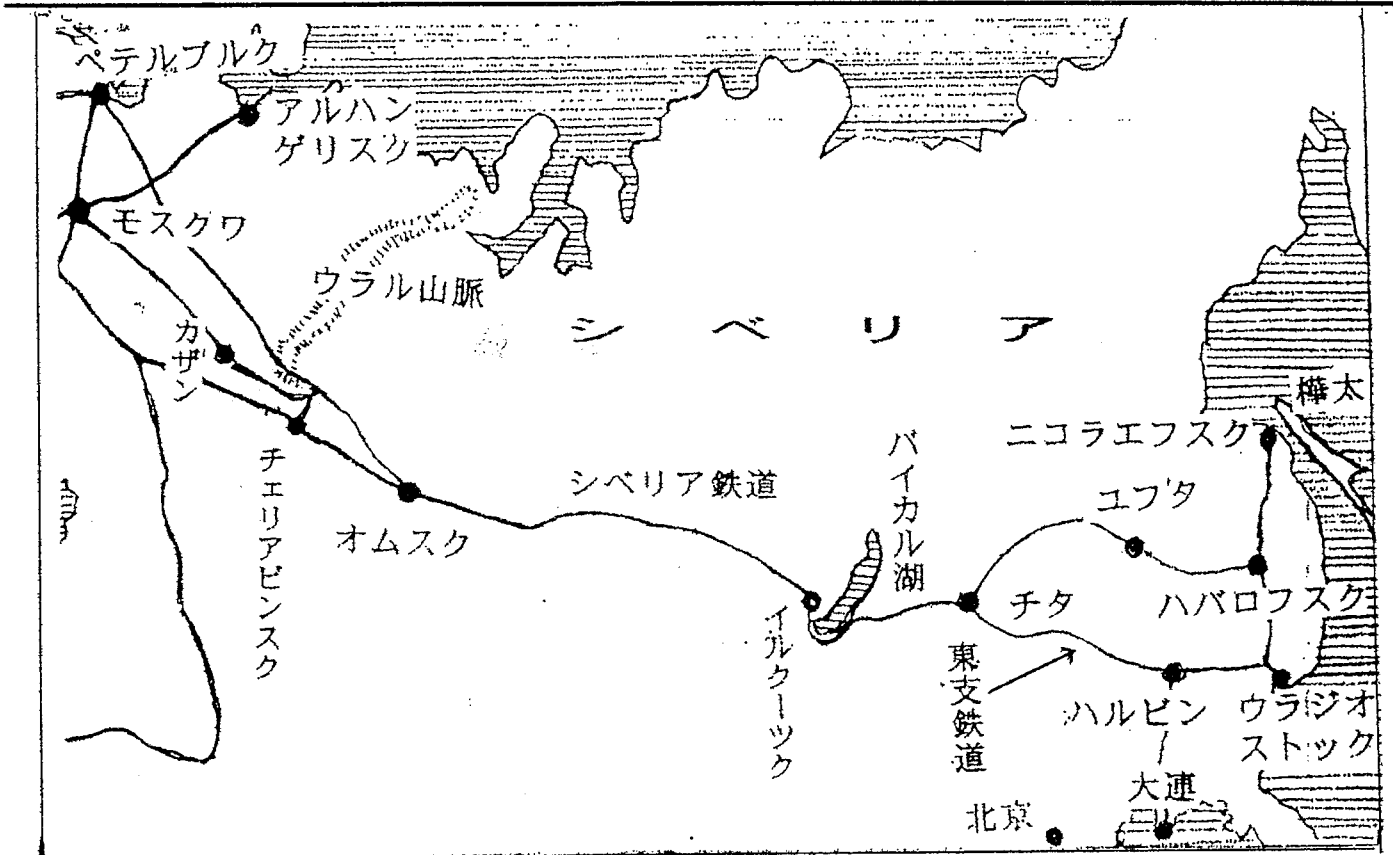 ペテルブルク
アルハン
ゲリスク
モスクワ
ウラル山脈
シベリア
カザン
樺太
ニコラエフスク
バイカル湖
チェリアビンスク
シベリア鉄道
ユフタ
オムスク
チタ
ハバロフスク
イルクーツク
東支鉄道
ハルビン
ウラジオ
ストック
大連
北京